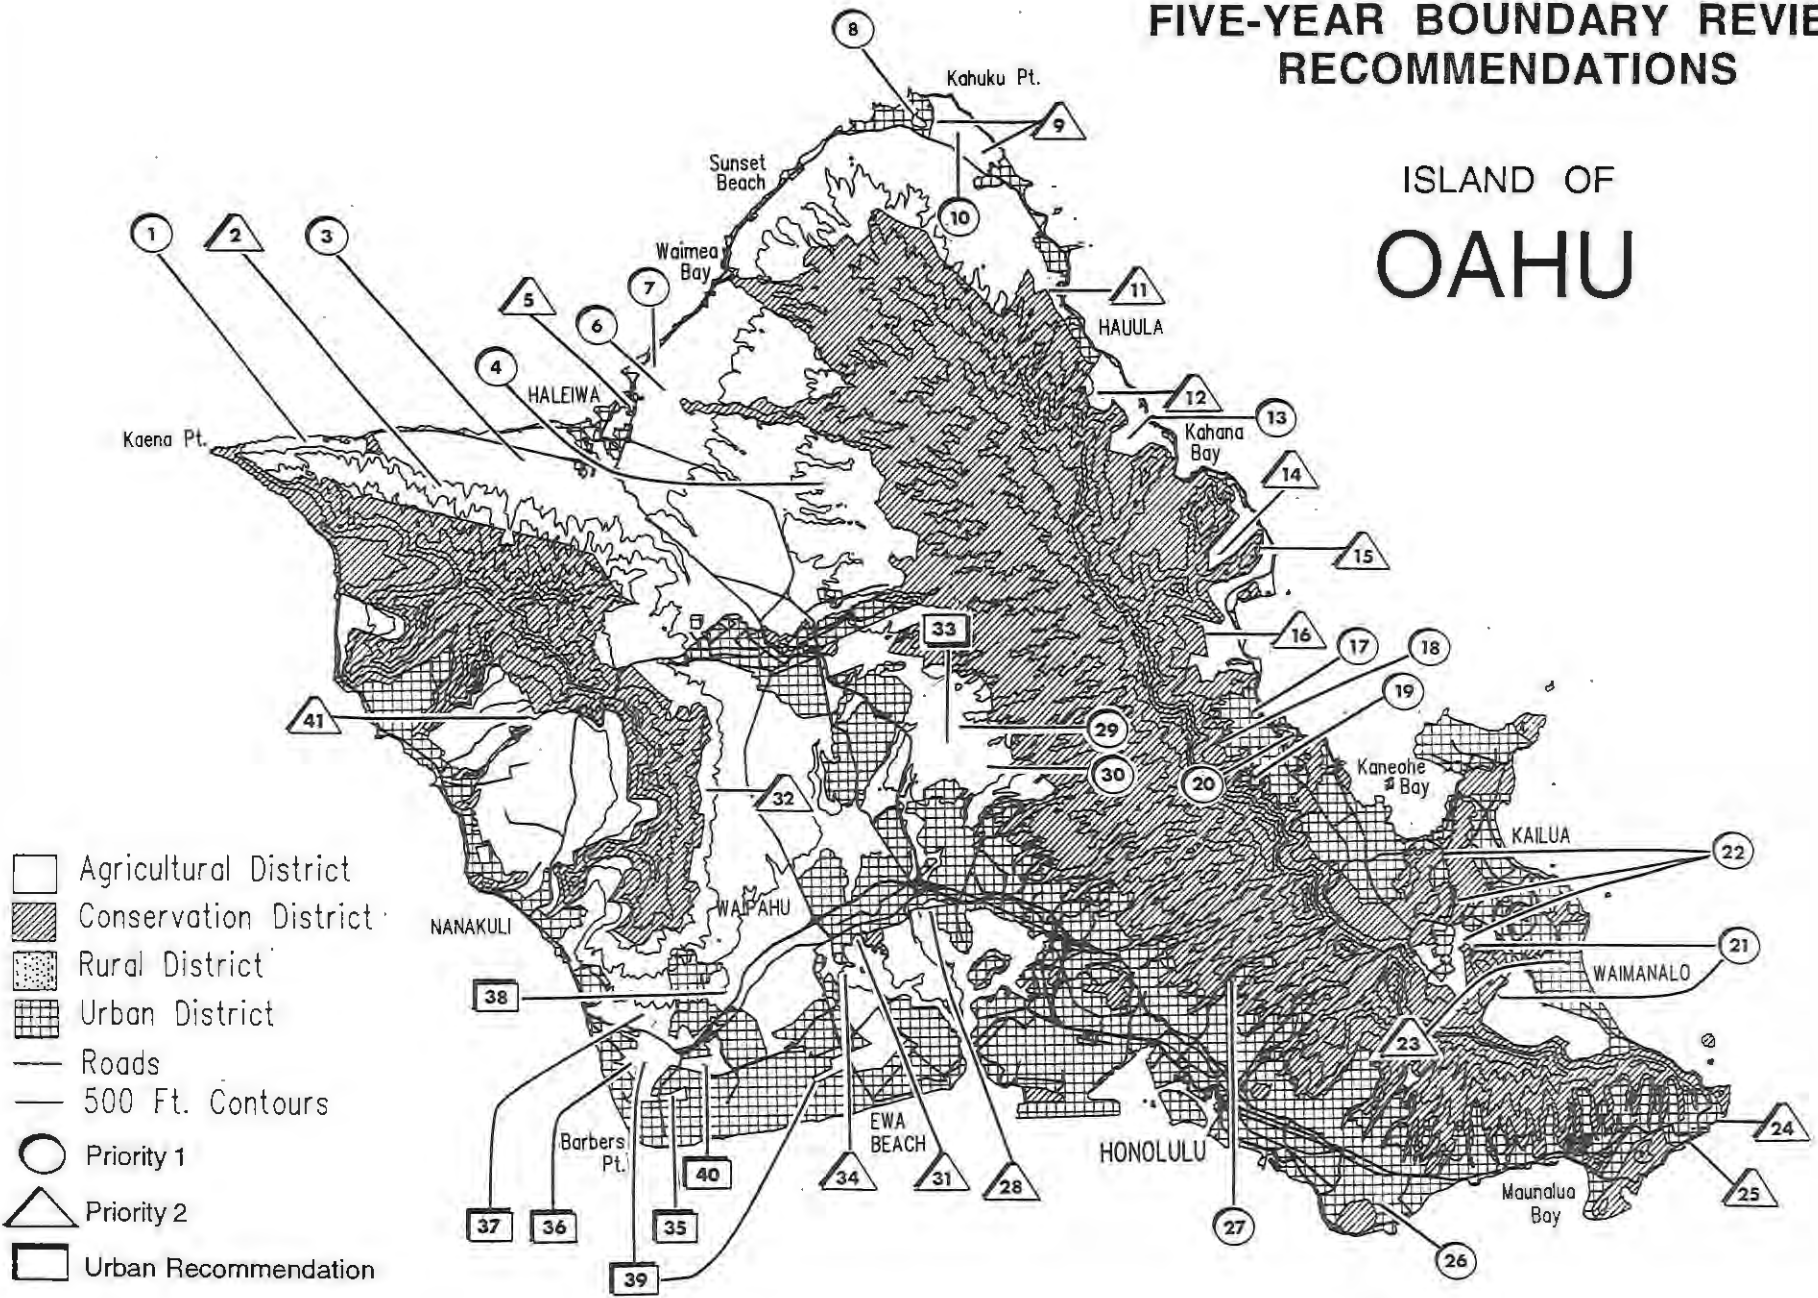 FIVE-YEAR BOUNDARY REVIE
RECOMMENDATIONS
ISLAND OF
OAHU
8
Kahuku Pt.
9
Sunset
Beach
10
1
2
3
Waimea
Bay
7
5
6
11
HAUULA
4
HALEIWA
12
13
Kahana
Bay
Kaena Pt.
14
15
33
16
17
18
19
41
29
30
20
Kaneohe
Bay
32
KAILUA
22
WAIPAHU
NANAKULI
21
WAIMANALO
38
23
Agricultural District
Conservation District
Rural District
Urban District
Roads
500 Ft. Contours
Priority 1
Priority 2
Urban Recommendation
Barbers
Pt.
EWA
BEACH
HONOLULU
24
40
34
31
28
Maunalua
Bay
25
37
36
35
27
26
39